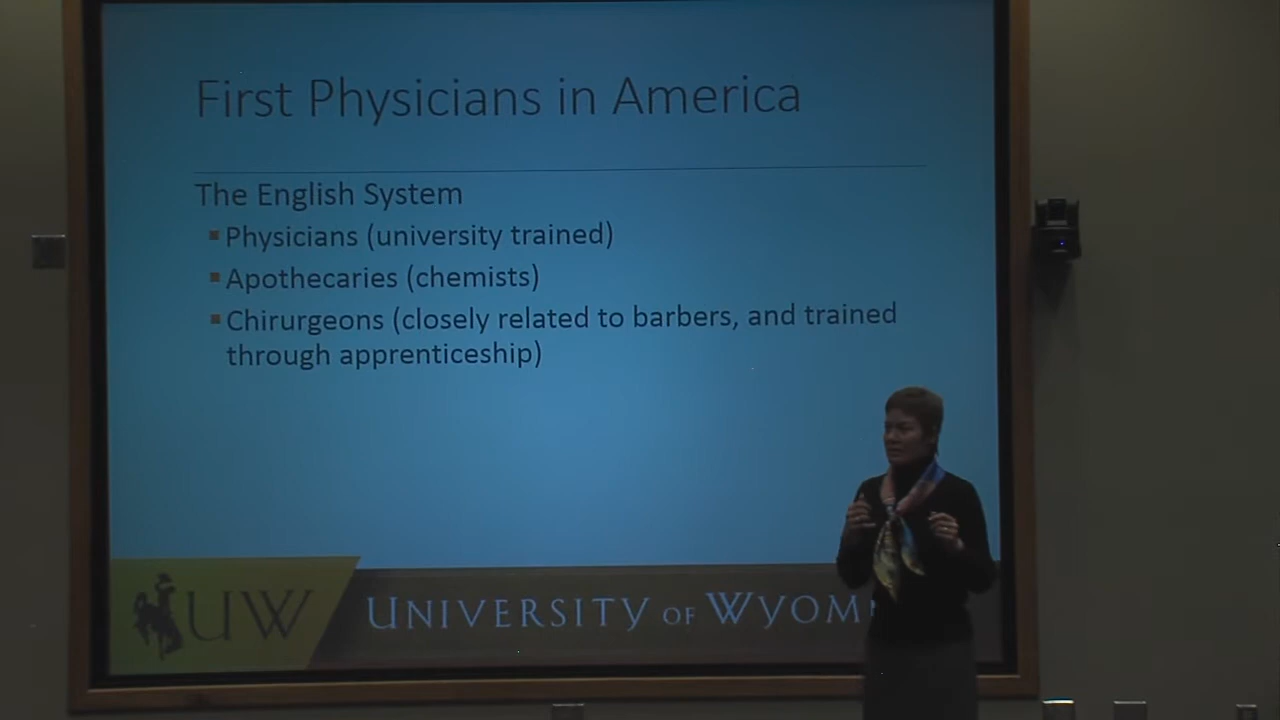 First Physicians in America
The English System
▪ Physicians (university trained)
▪ Apothecaries (chemists)
▪ Chirurgeons (closely related to barbers, and trained
through apprenticeship)
UW UNIVERSITY OF WYOM